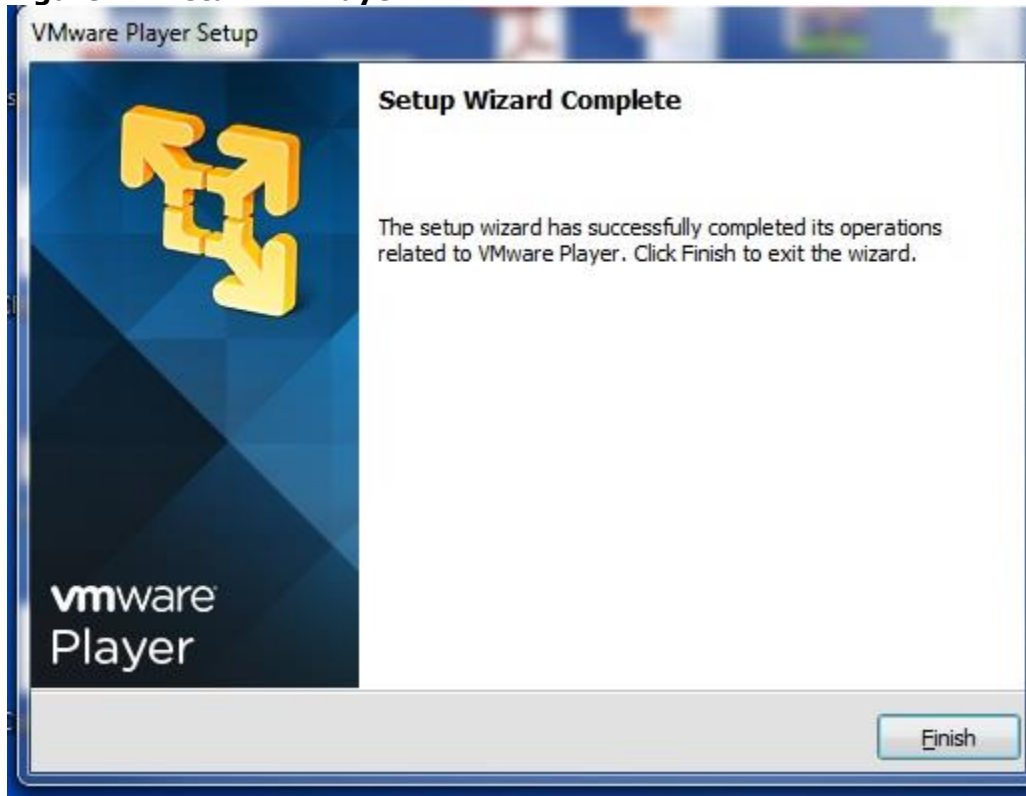 VMware Player Setup
Setup Wizard Complete
The setup wizard has successfully completed its operations
related to VMware Player. Click Finish to exit the wizard.
vmware
Player
Finish